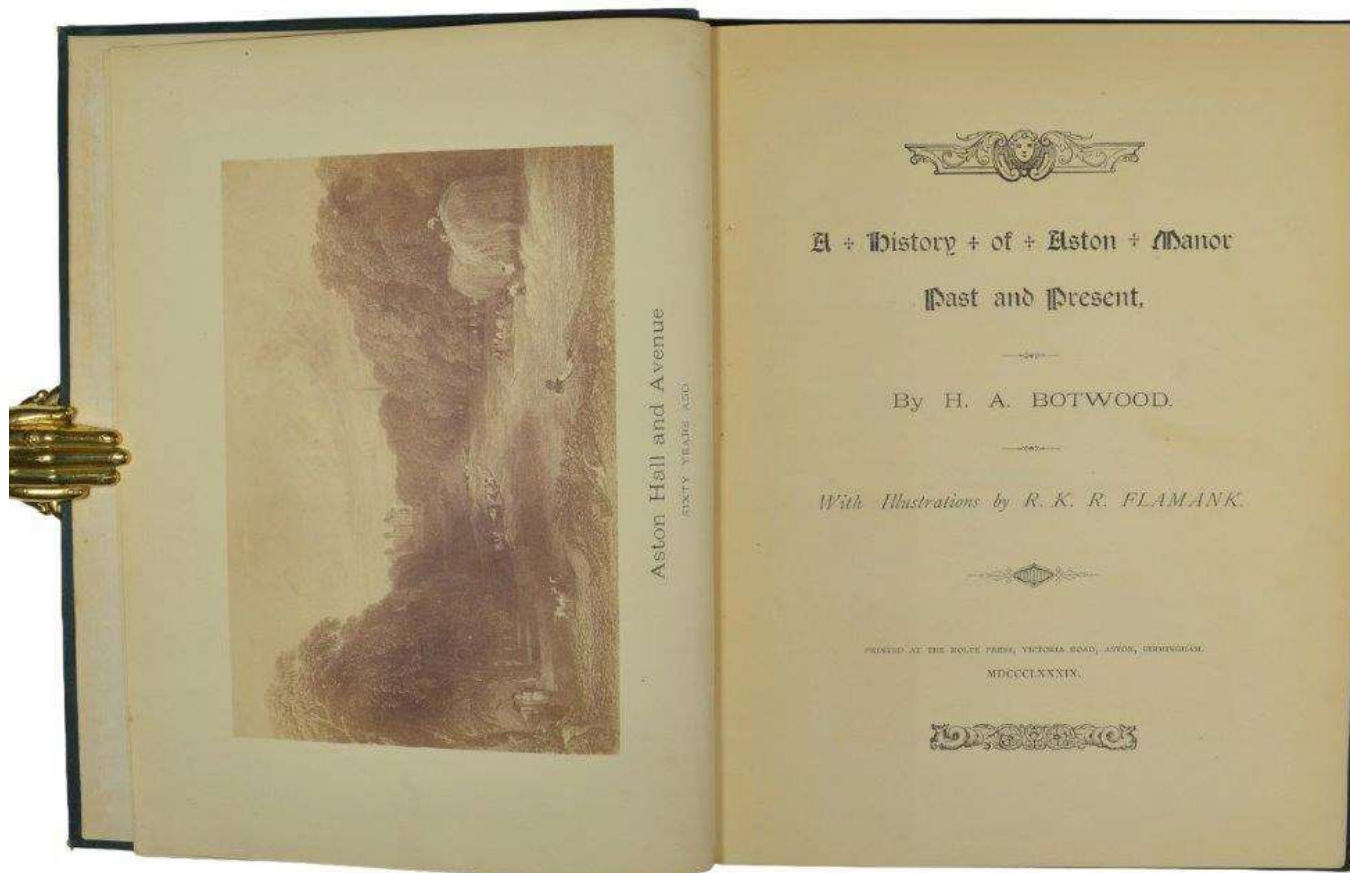 Aston Hall and Avenue
SIXTY YEARS AGO
A + History + of + Aston + Manor
Past and Present,
By H. A. BOTWOOD.
With Illustrations by R. K. R. FLAMANK.
PRINTED AT THE HOLTE PRESS, VICTORIA ROAD, ASTON, BIRMINGHAM.
MDCCCLXXXIX.